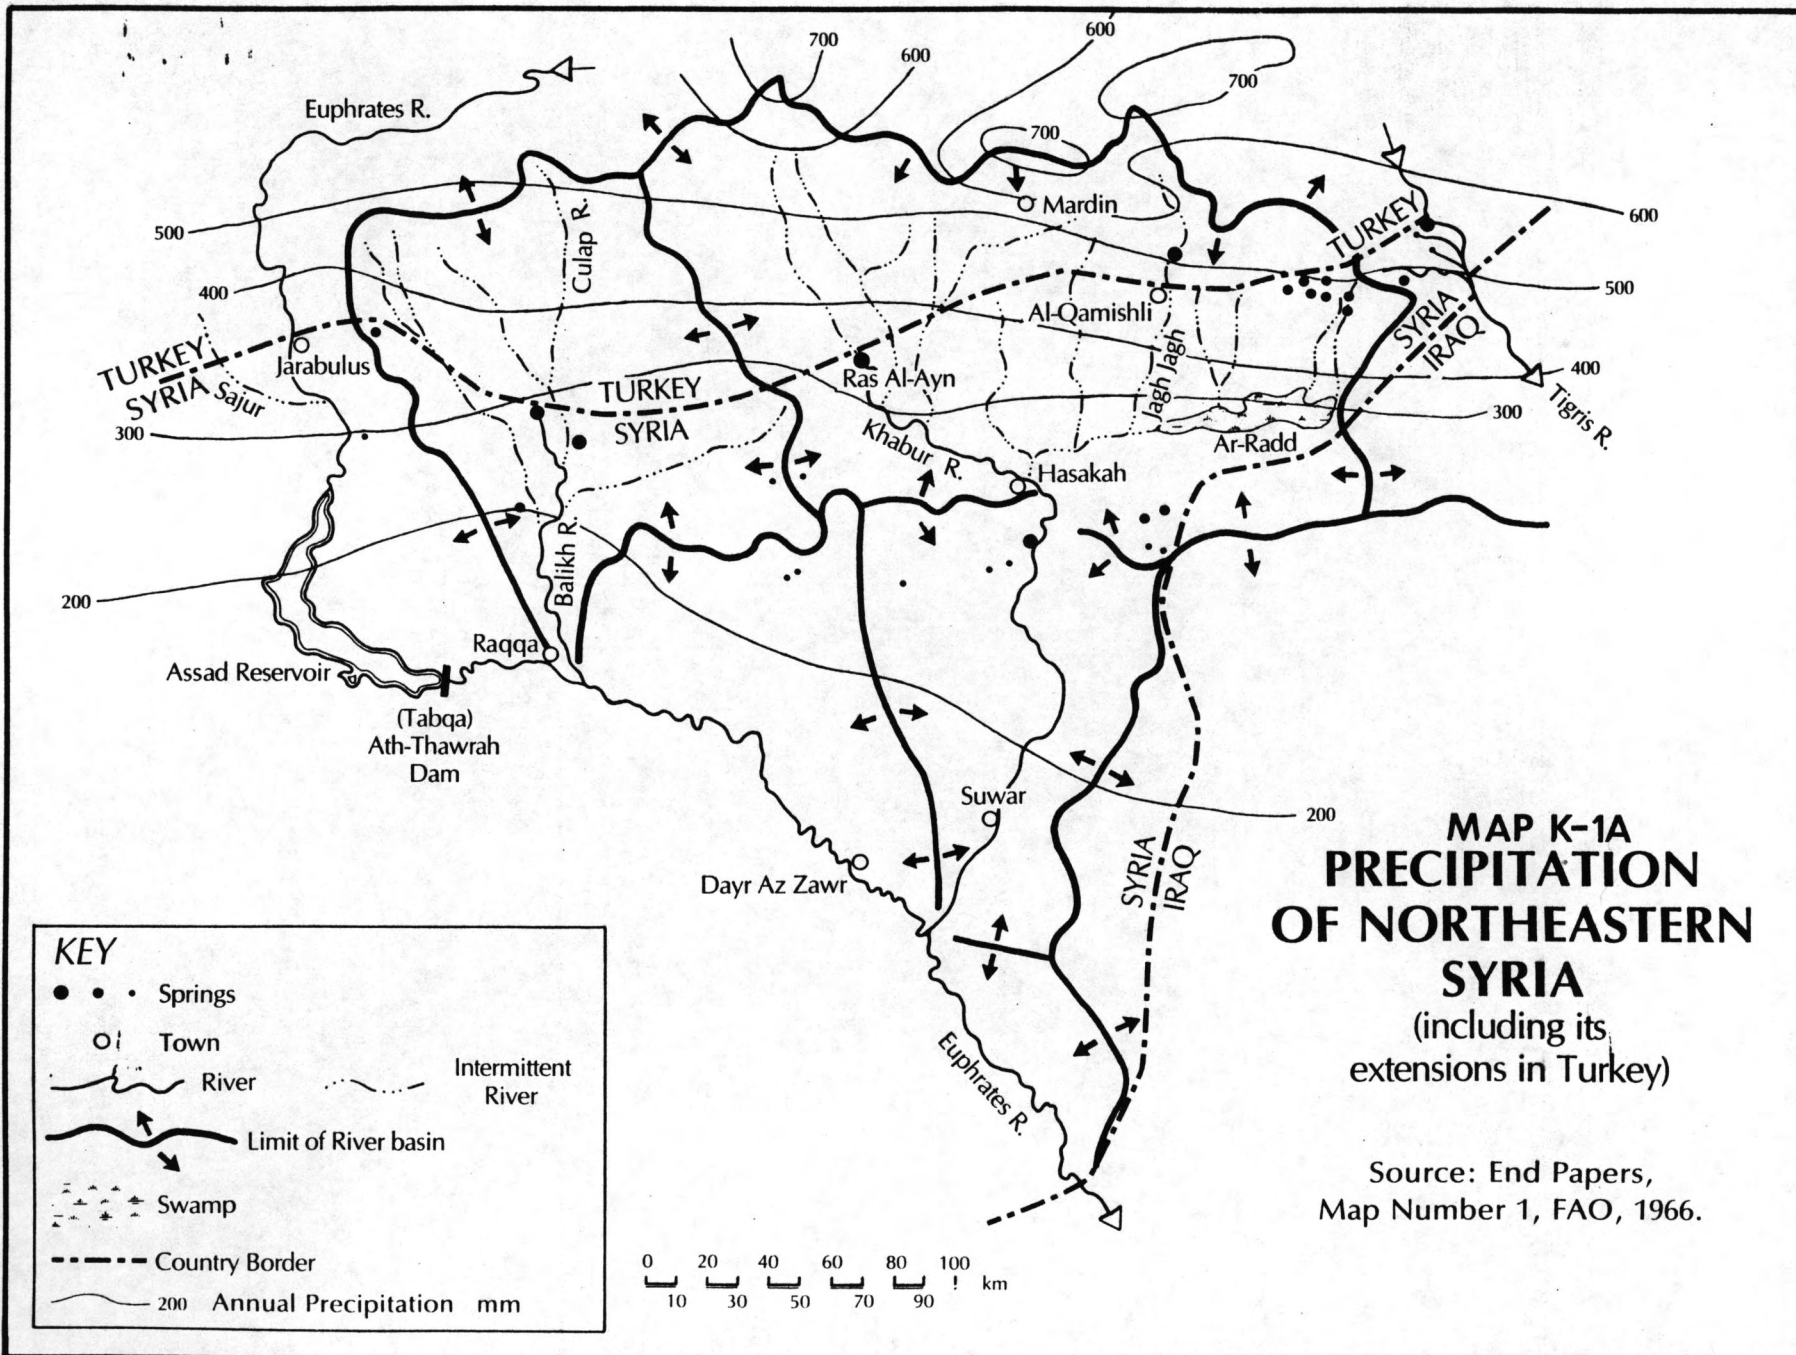 700
600
600
700
700
Euphrates R.
Culap R.
Mardin
TURKEY
600
500
400
500
Al-Qamishli
SYRIA
IRAQ
Jarabulus
TURKEY
SYRIA
Sajur
TURKEY
SYRIA
Ras Al-Ayn
Jagh Jagh
400
300
300
Tigris R.
Khabur R.
Ar-Radd
Hasakah
Balikh R.
200
Raqqa
Assad Reservoir
(Tabqa)
Ath-Thawrah
Dam
Suwar
200
Dayr Az Zawr
SYRIA
IRAQ
Euphrates R.
MAP K-1A
PRECIPITATION
OF NORTHEASTERN
SYRIA
(including its
extensions in Turkey)
Source: End Papers,
Map Number 1, FAO, 1966.
KEY
Springs
Town
River
Intermittent
River
Limit of River basin
Swamp
Country Border
200 Annual Precipitation mm
0 20 40 60 80 100
km
10 30 50 70 90